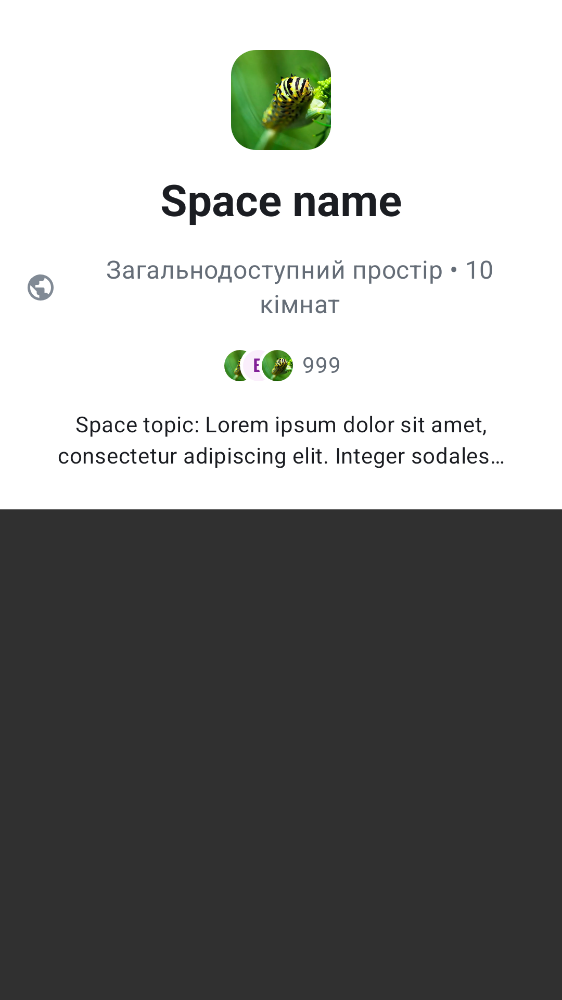 Space name
Загальнодоступний простір • 10
кімнат
E 999
Space topic: Lorem ipsum dolor sit amet,
consectetur adipiscing elit. Integer sodales…